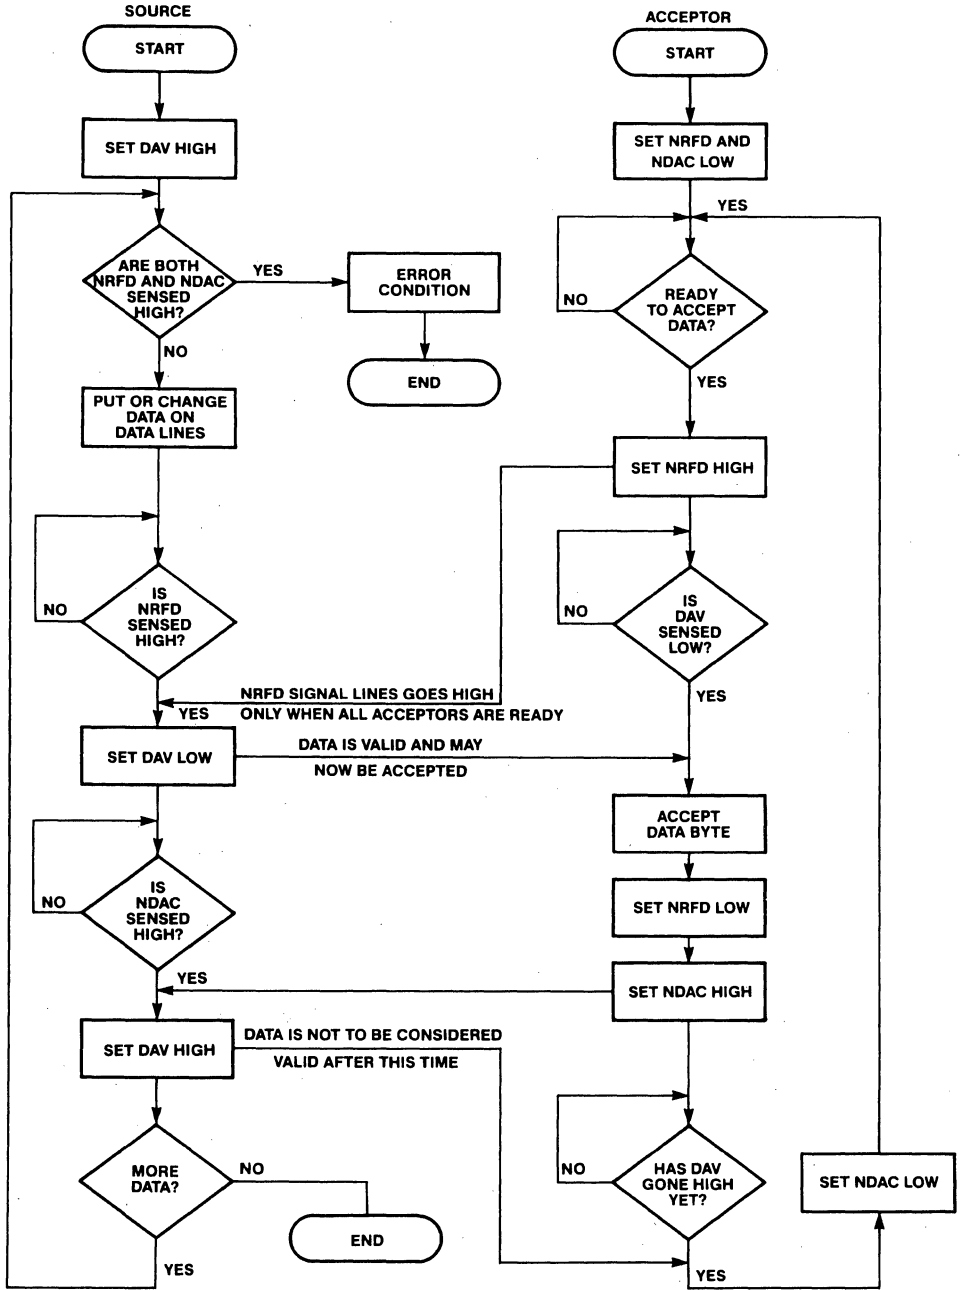 SOURCE
START
SET DAV HIGH
ARE BOTH
NRFD AND NDAC
SENSED
HIGH?
YES
ERROR
CONDITION
END
NO
PUT OR CHANGE
DATA ON
DATA LINES
IS
NRFD
SENSED
HIGH?
NO
YES
NRFD SIGNAL LINES GOES HIGH
ONLY WHEN ALL ACCEPTORS ARE READY
SET DAV LOW
DATA IS VALID AND MAY
NOW BE ACCEPTED
IS
NDAC
SENSED
HIGH?
NO
YES
SET DAV HIGH
DATA IS NOT TO BE CONSIDERED
VALID AFTER THIS TIME
MORE
DATA?
NO
END
YES
ACCEPTOR
START
SET NRFD AND
NDAC LOW
YES
READY
TO ACCEPT
DATA?
NO
YES
SET NRFD HIGH
IS
DAV
SENSED
LOW?
NO
YES
ACCEPT
DATA BYTE
SET NRFD LOW
SET NDAC HIGH
HAS DAV
GONE HIGH
YET?
NO
YES
SET NDAC LOW